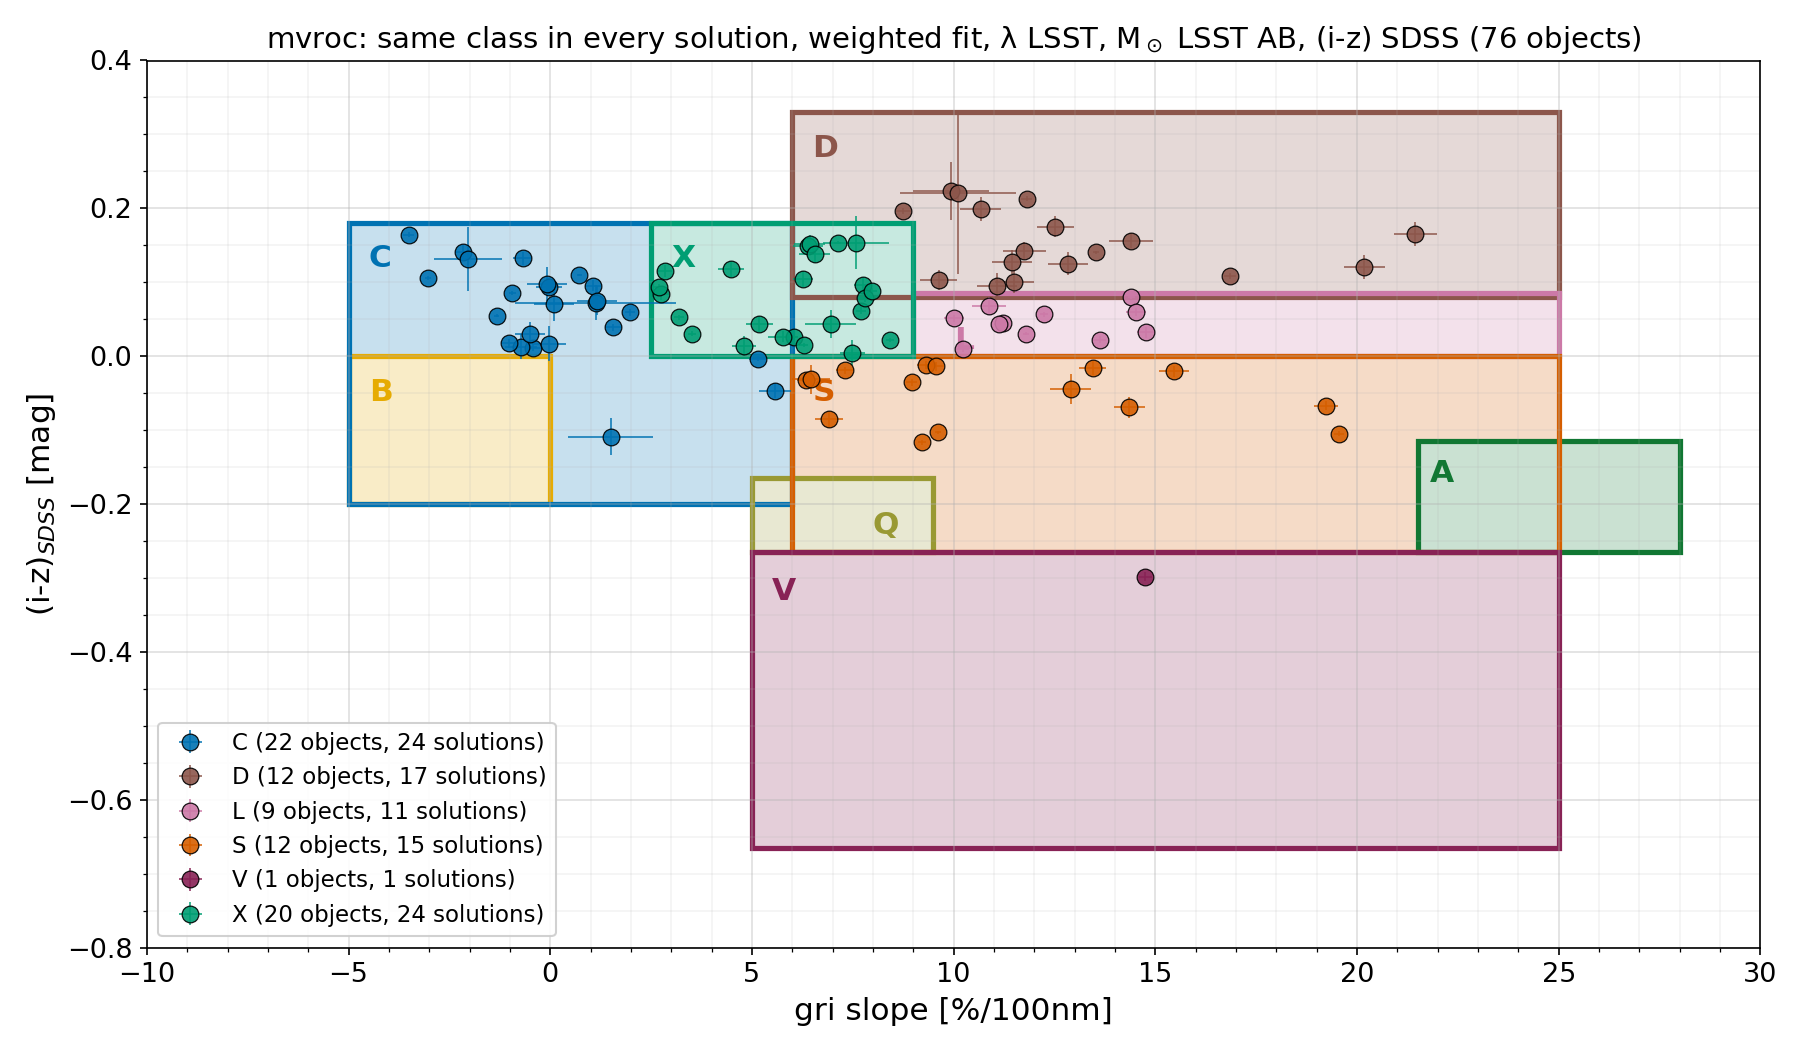 mvroc: same class in every solution, weighted fit, λ LSST, M⊙ LSST AB, (i-z) SDSS (76 objects)
0.4
0.2
0.0
−0.2
−0.4
−0.6
−0.8
(i-z)SDSS [mag]
D
C
X
B
S
A
Q
V
C (22 objects, 24 solutions)
D (12 objects, 17 solutions)
L (9 objects, 11 solutions)
S (12 objects, 15 solutions)
V (1 objects, 1 solutions)
X (20 objects, 24 solutions)
−10 −5 0 5 10 15 20 25 30
gri slope [%/100nm]